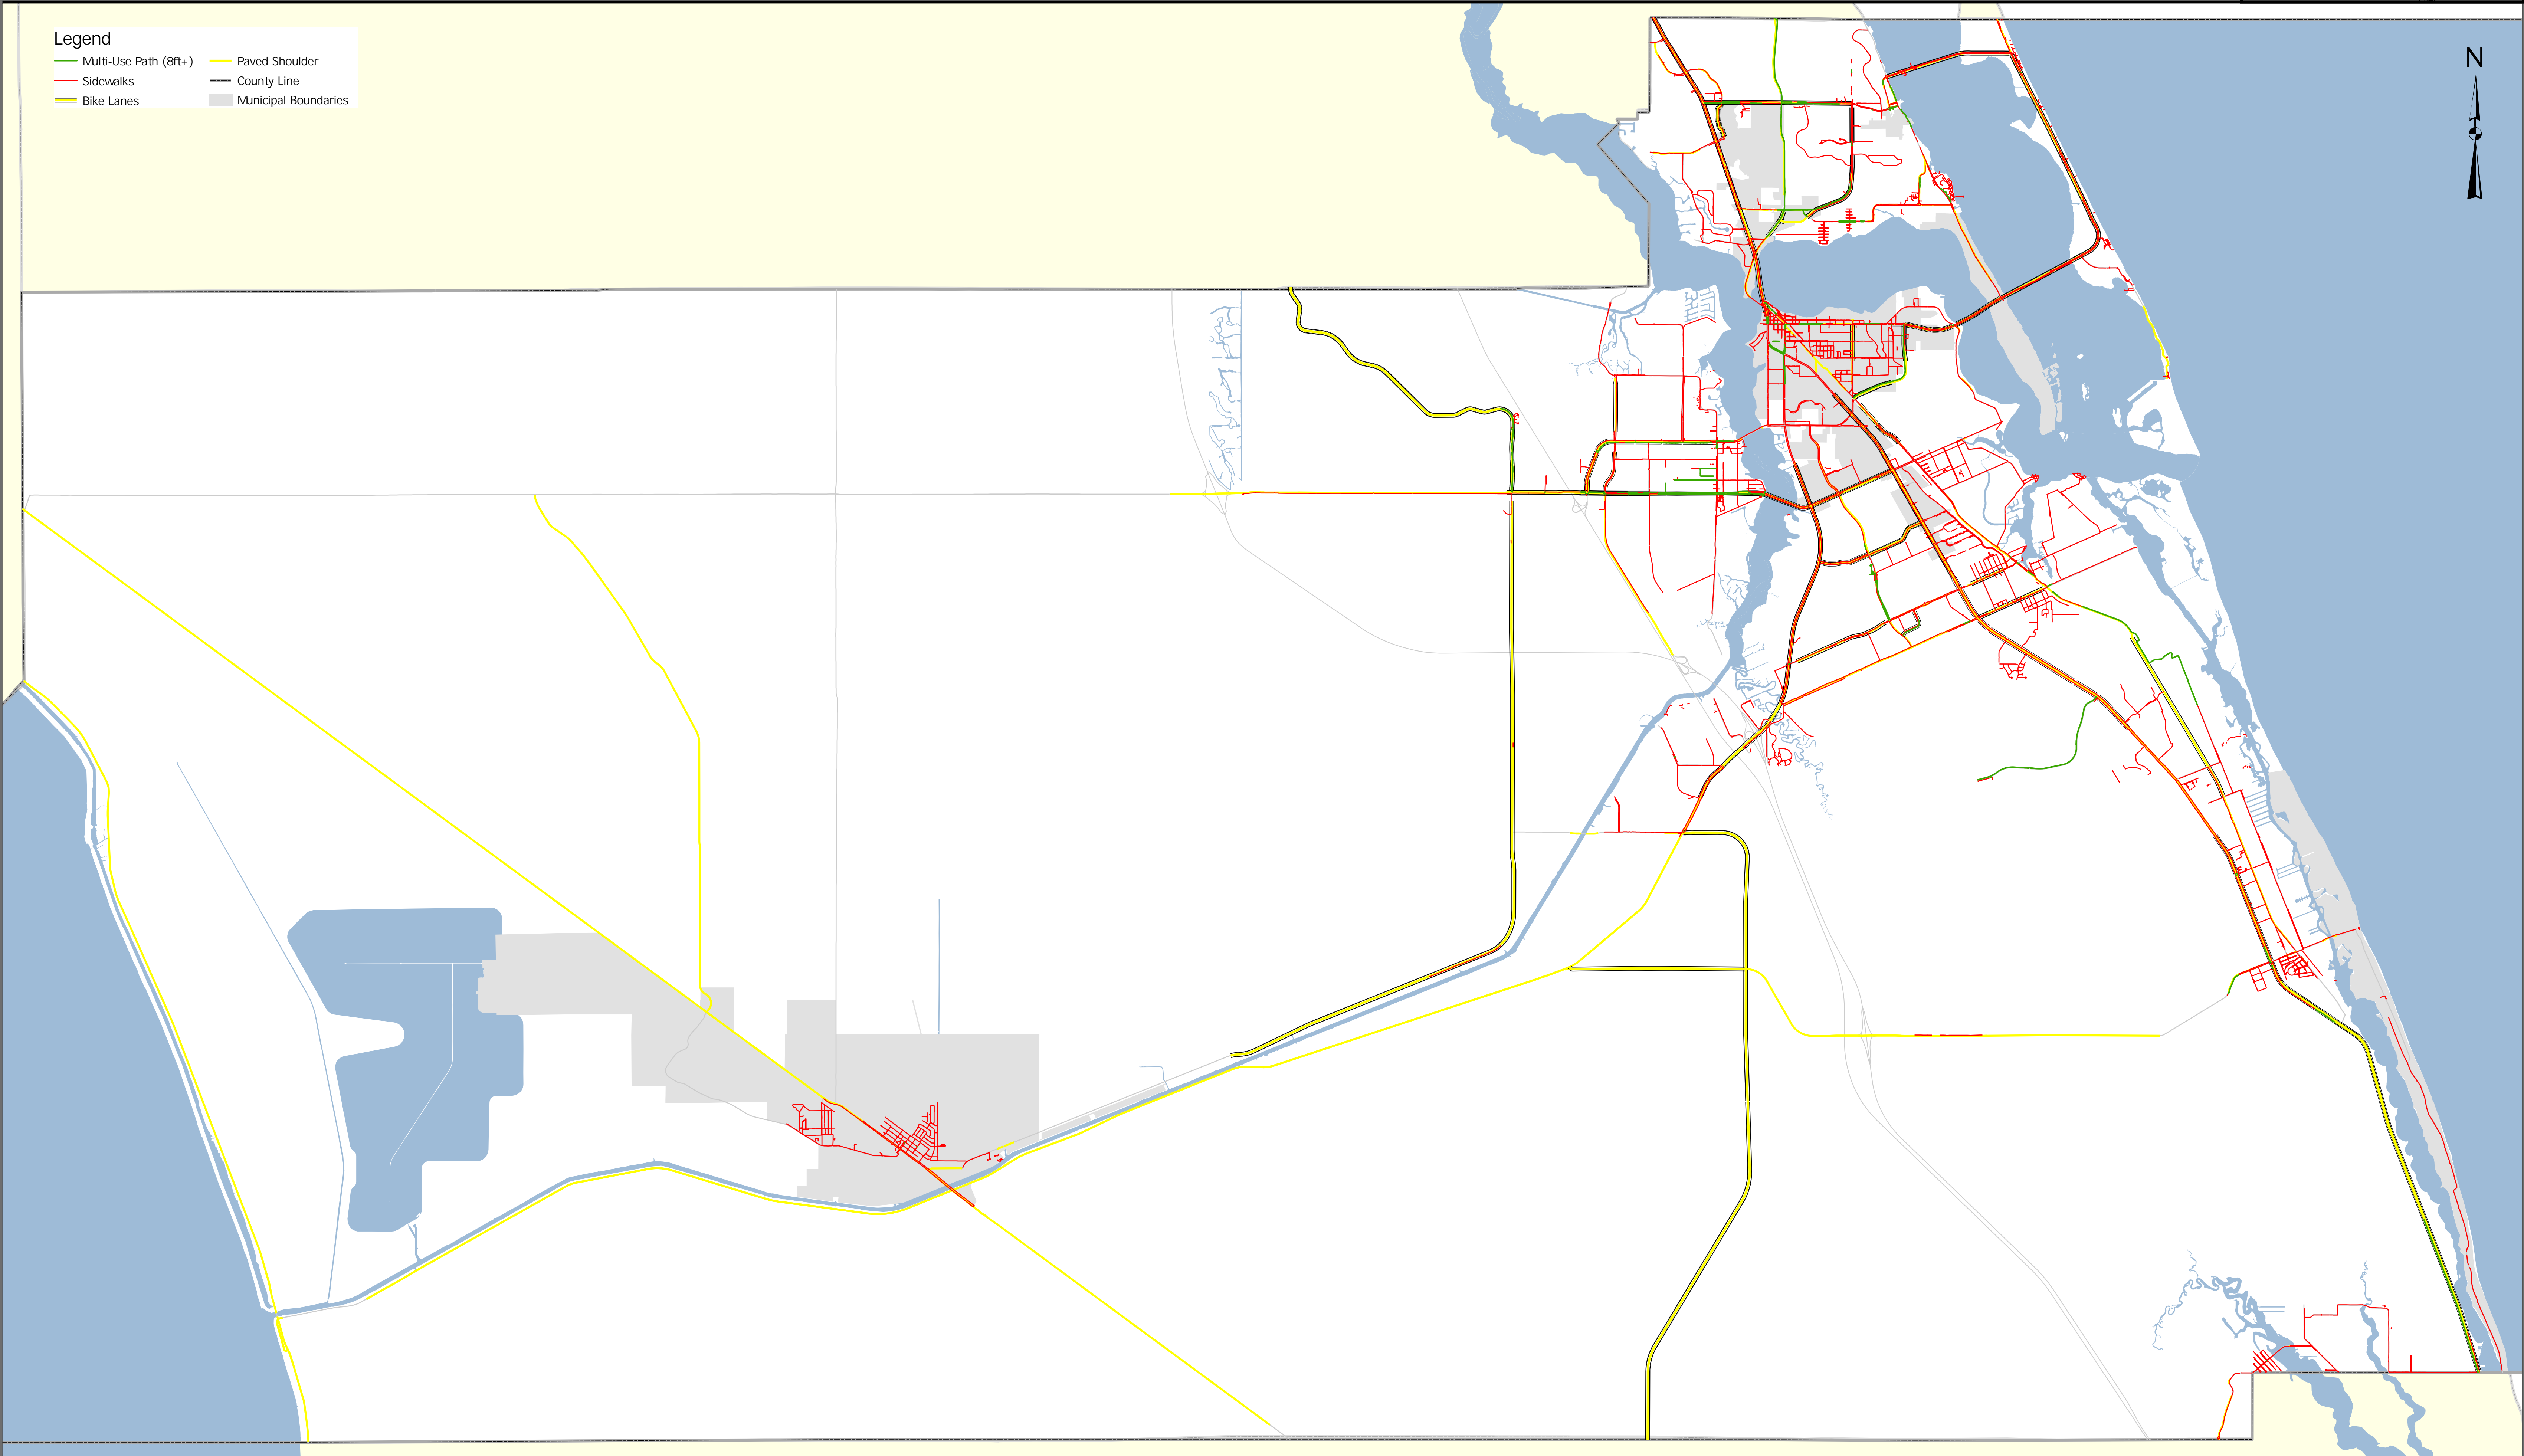 Legend
Multi-Use Path (8ft+)
Paved Shoulder
Sidewalks
County Line
Bike Lanes
Municipal Boundaries
N